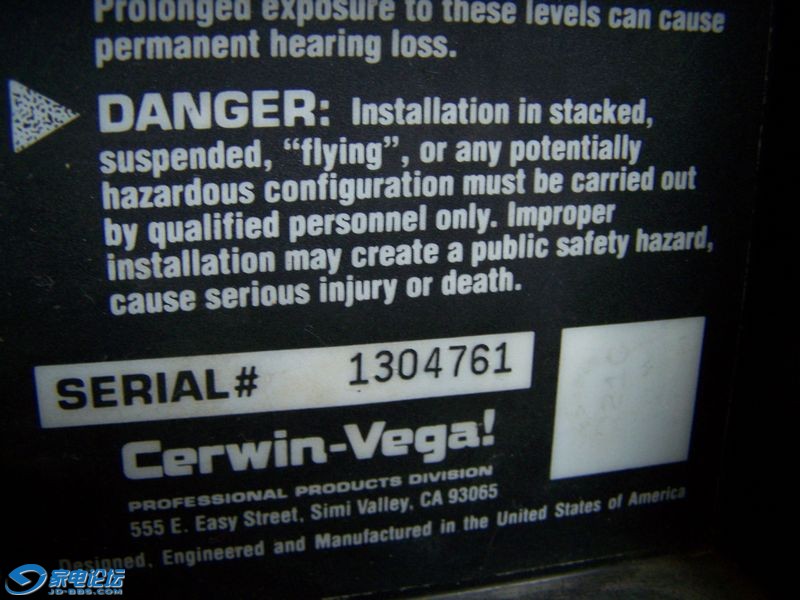 Prolonged exposure to these levels can cause
permanent hearing loss.
DANGER: Installation in stacked,
suspended, “flying”, or any potentially
hazardous configuration must be carried out
by qualified personnel only. Improper
installation may create a public safety hazard,
cause serious injury or death.
SERIAL# 1304761
Cerwin-Vega!
PROFESSIONAL PRODUCTS DIVISION
555 E. Easy Street, Simi Valley, CA 93065
Designed, Engineered and Manufactured in the United States of America
家电论坛
JD-BBS.COM